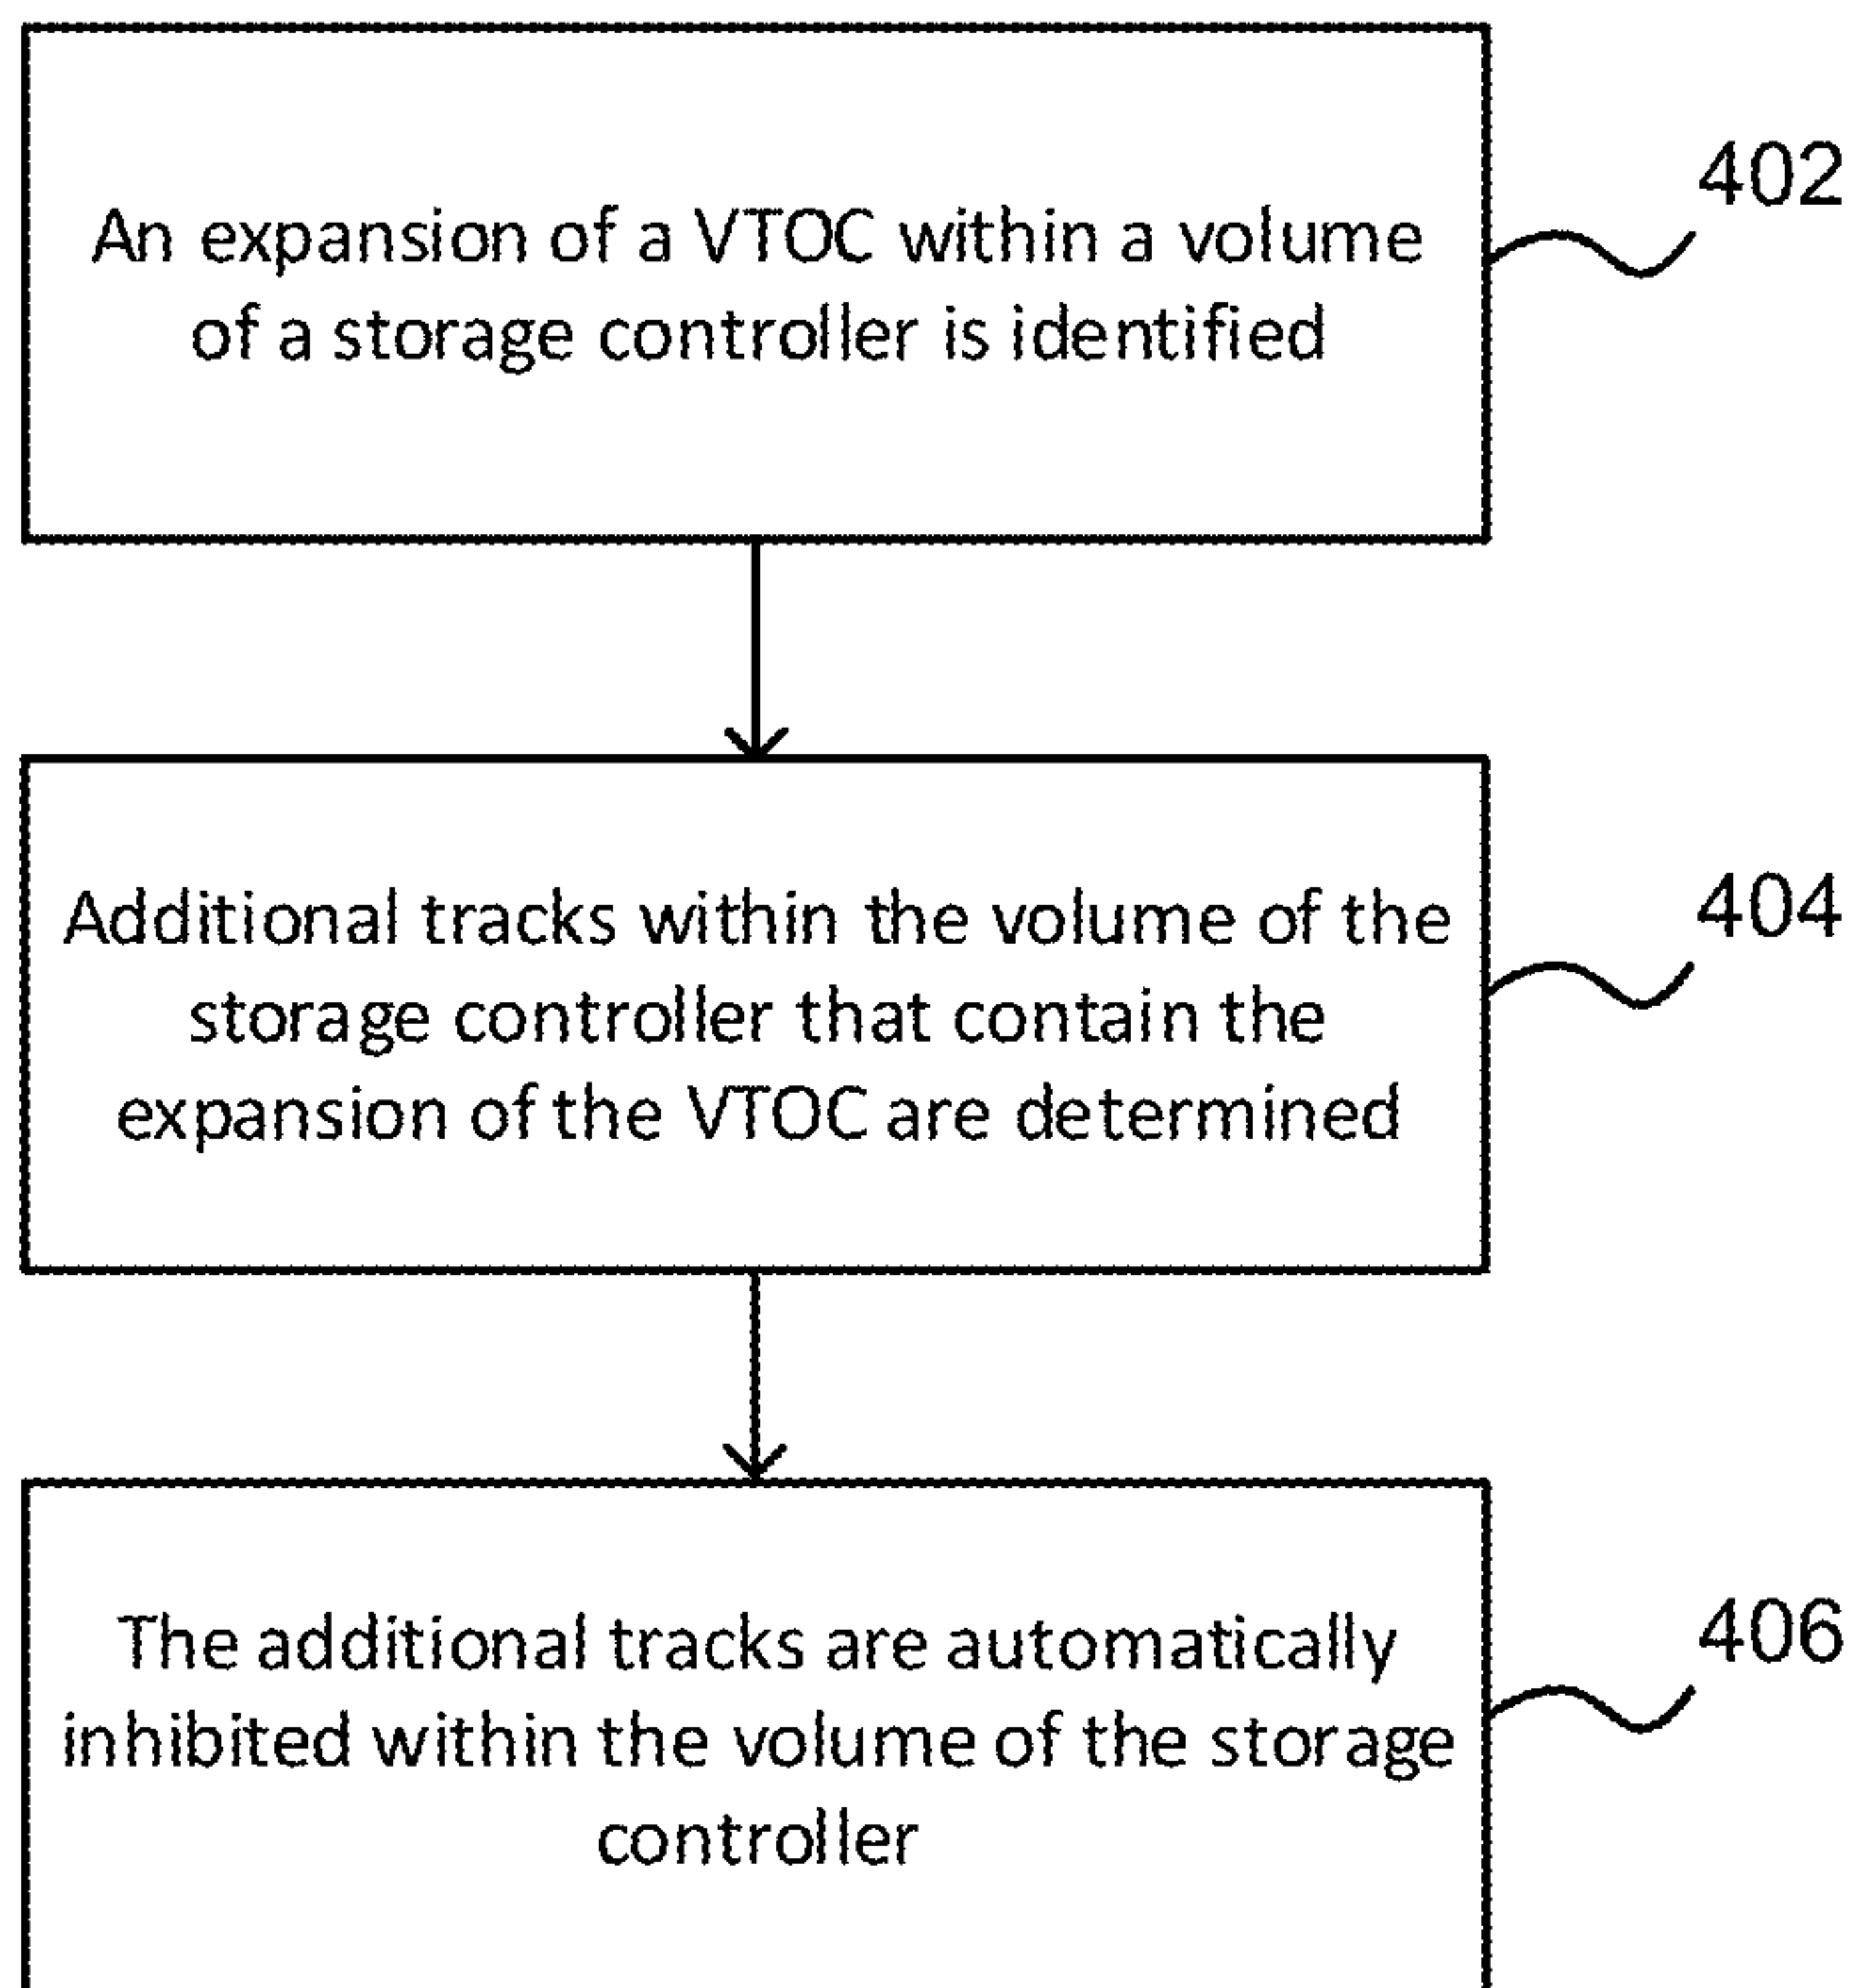 An expansion of a VTOC within a volume
of a storage controller is identified
402
Additional tracks within the volume of the
storage controller that contain the
expansion of the VTOC are determined
404
The additional tracks are automatically
inhibited within the volume of the storage
controller
406